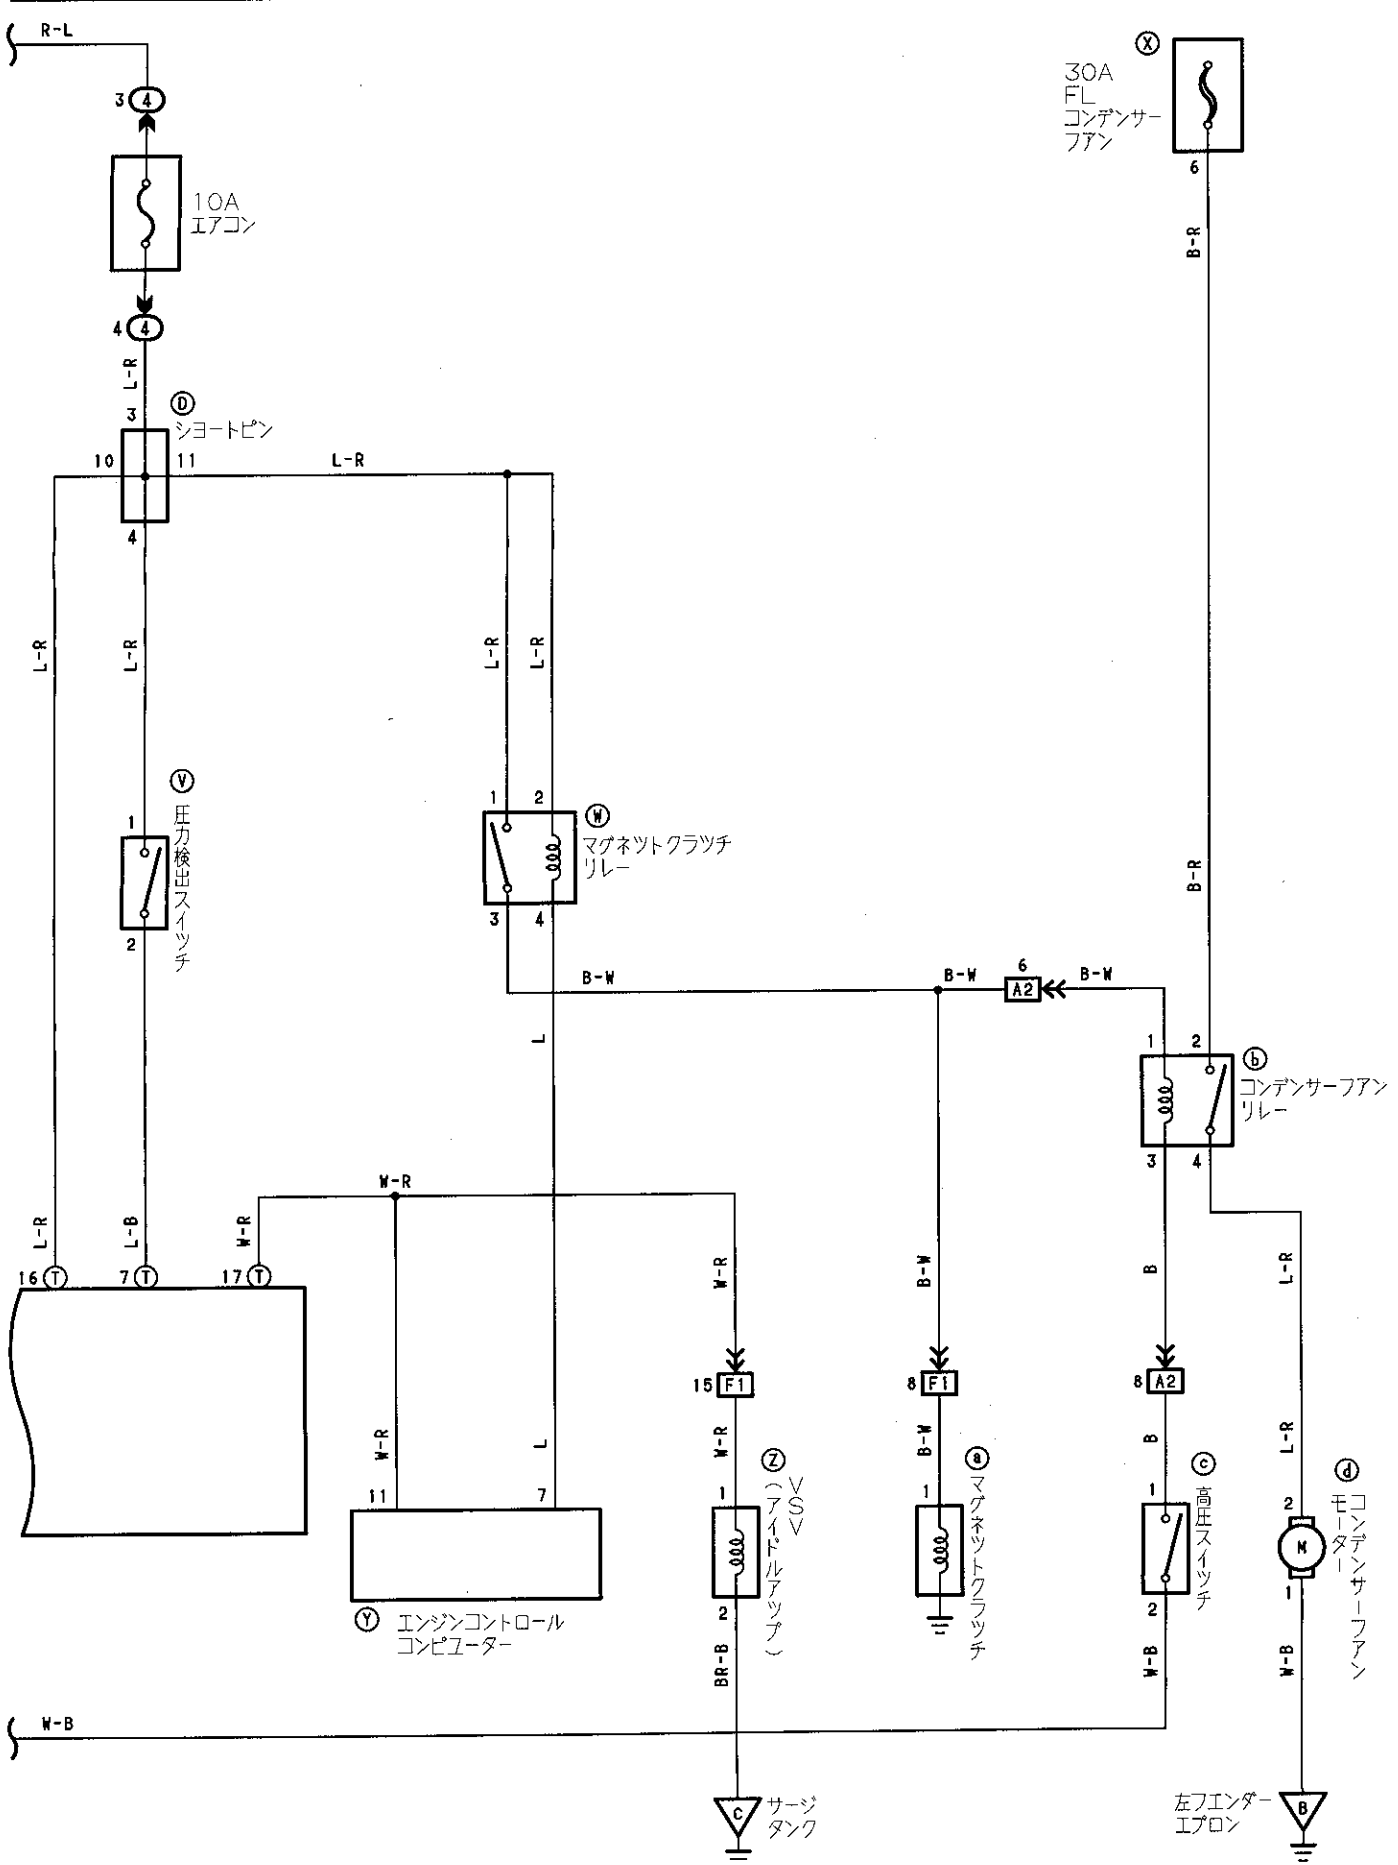 R-L
3 4
10A
エアコン
4 4
L-R
3
D
ショートピン
10
11
L-R
4
L-R
L-R
L-R
L-R
V
圧力検出スイッチ
1
2
1
2
W
マグネットクラッチ
リレー
3
4
X
30A
FL
コンデンサー
ファン
6
B-R
B-R
B-W
B-W
6
A2
B-W
L
1
2
b
コンデンサーファン
リレー
3
4
W-R
L-R
L-B
W-R
16 T
7 T
17 T
W-R
B-W
B
L-R
15 F1
8 F1
8 A2
W-R
L
W-R
B-W
B
L-R
11
7
Y
エンジンコントロール
コンピューター
Z
VSV
(アイドルアップ)
1
2
BR-B
a
マグネットクラッチ
1
c
高圧スイッチ
1
2
W-B
d
コンデンサーファン
モーター
2
M
1
W-B
W-B
C
サージ
タンク
左フェンダー
エプロン
B